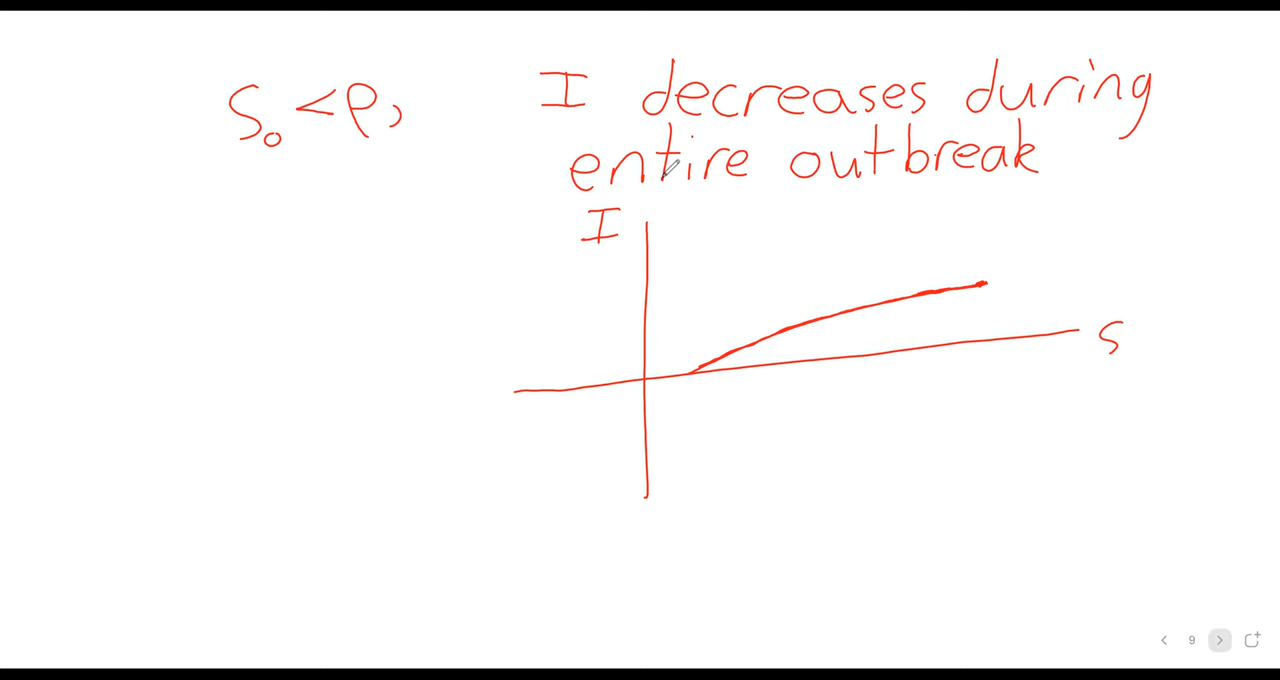 S₀ < ρ,
I decreases during
entire outbreak
I
S
9